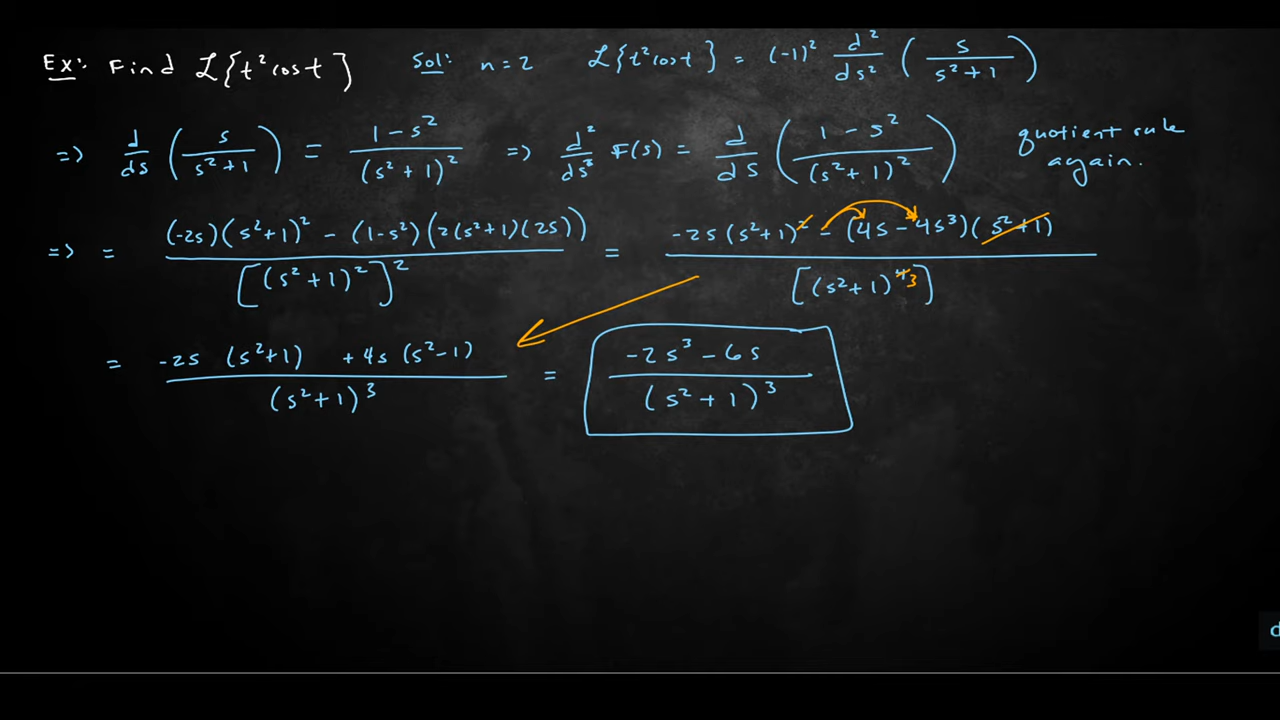 Ex: Find ℒ{t² cos t} Sol: n = 2 ℒ{t² cos t} = (-1)² d²/ds² ( s/(s² + 1) )
=> d/ds ( s/(s² + 1) ) = (1 - s²)/(s² + 1)² => d²/ds² F(s) = d/ds ( (1 - s²)/(s² + 1)² ) quotient rule again.
=> = ((-2s)(s² + 1)² - (1 - s²)(2(s² + 1)(2s)))/[(s² + 1)²]² = (-2s(s² + 1)² - (4s - 4s³)(s² + 1))/[(s² + 1)⁴ 3]
= (-2s (s² + 1) + 4s (s² - 1))/(s² + 1)³ = (-2s³ - 6s)/(s² + 1)³